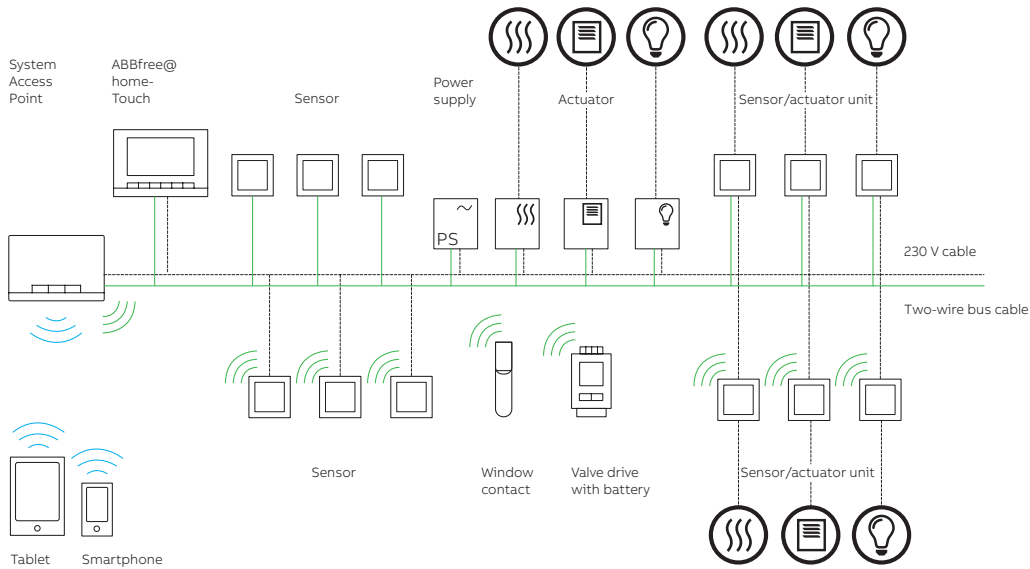 System
Access
Point
ABBfree@
home-
Touch
Sensor
Power
supply
Actuator
Sensor/actuator unit
PS
230 V cable
Two-wire bus cable
Sensor
Window
contact
Valve drive
with battery
Sensor/actuator unit
Tablet
Smartphone